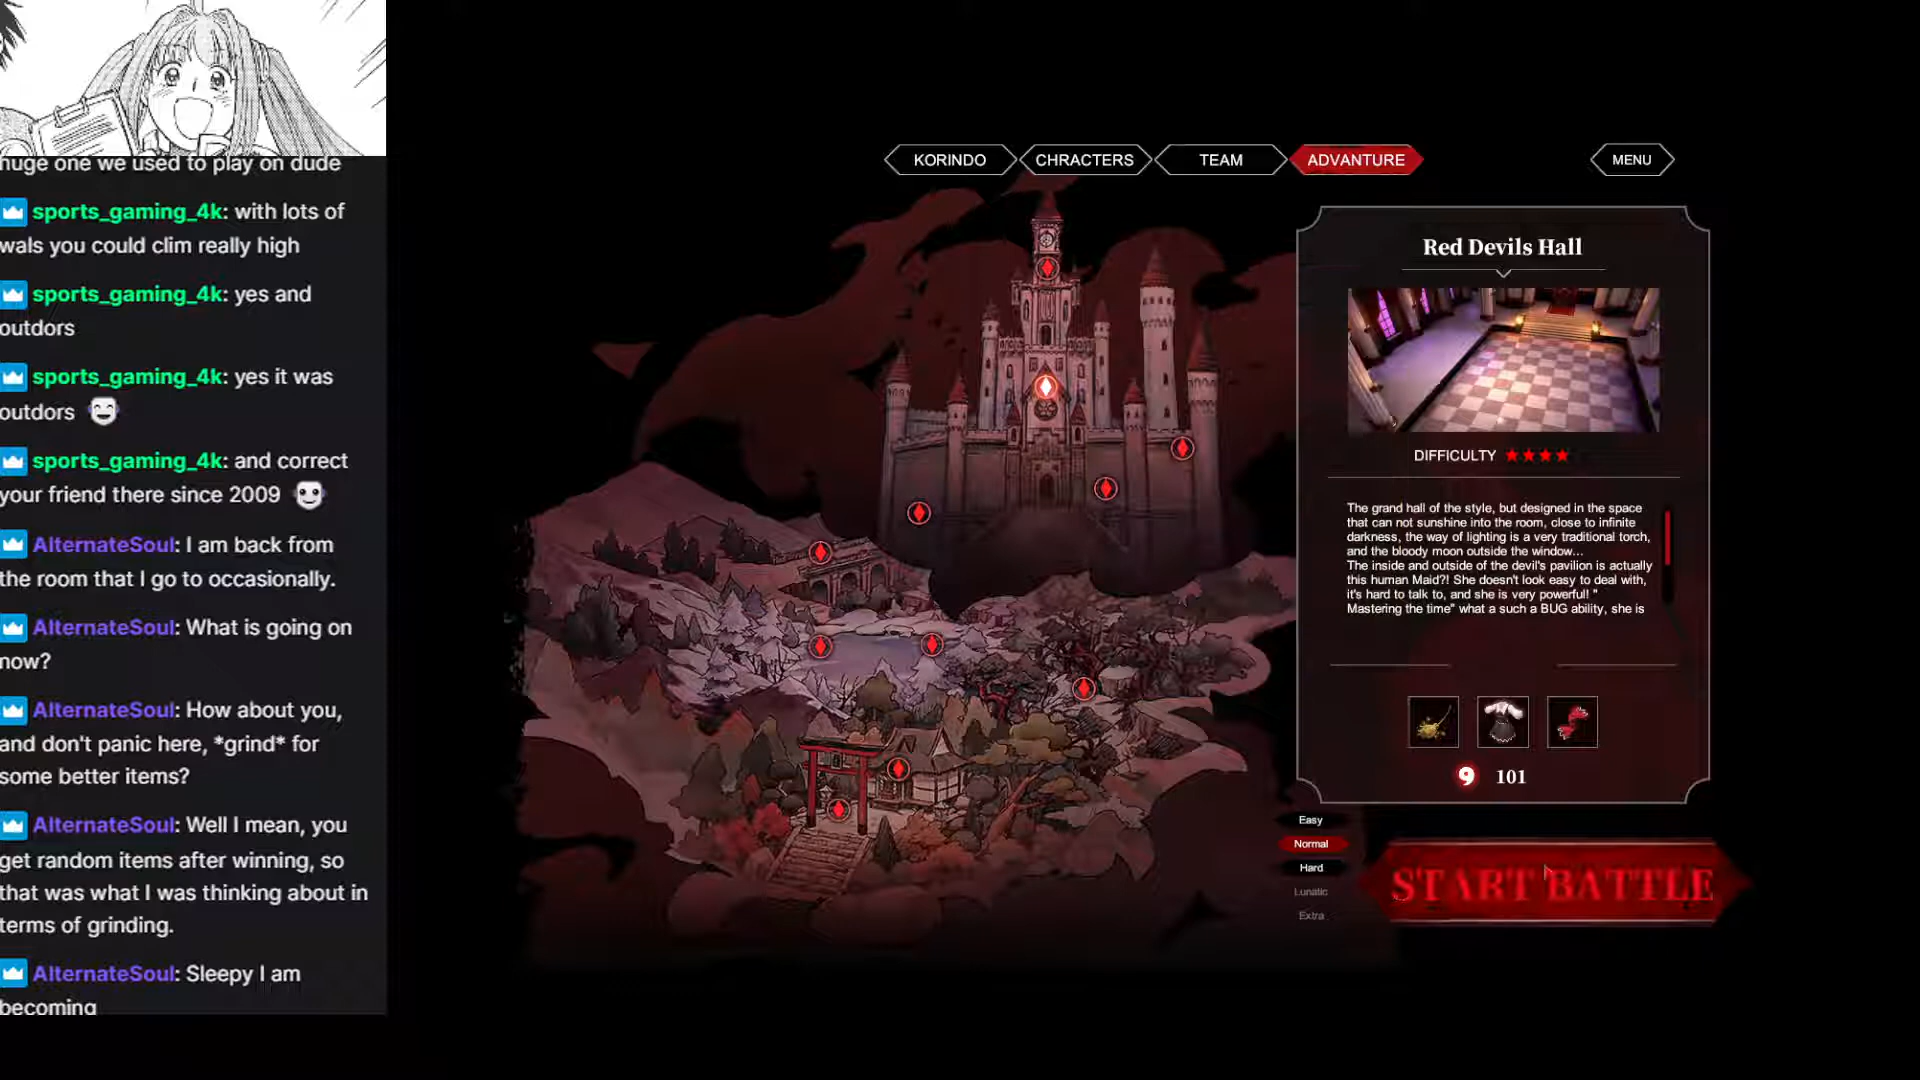 huge one we used to play on dude
sports_gaming_4k: with lots of
wals you could clim really high
sports_gaming_4k: yes and
outdors
sports_gaming_4k: yes it was
outdors
sports_gaming_4k: and correct
your friend there since 2009
AlternateSoul: I am back from
the room that I go to occasionally.
AlternateSoul: What is going on
now?
AlternateSoul: How about you,
and don't panic here, *grind* for
some better items?
AlternateSoul: Well I mean, you
get random items after winning, so
that was what I was thinking about in
terms of grinding.
AlternateSoul: Sleepy I am
becoming
KORINDO
CHRACTERS
TEAM
ADVANTURE
MENU
Red Devils Hall
DIFFICULTY
The grand hall of the style, but designed in the space
that can not sunshine into the room, close to infinite
darkness, the way of lighting is a very traditional torch,
and the bloody moon outside the window...
The inside and outside of the devil's pavilion is actually
this human Maid?! She doesn't look easy to deal with,
it's hard to talk to, and she is very powerful! "
Mastering the time" what a such a BUG ability, she is
101
Easy
Normal
Hard
Lunatic
Extra
START BATTLE